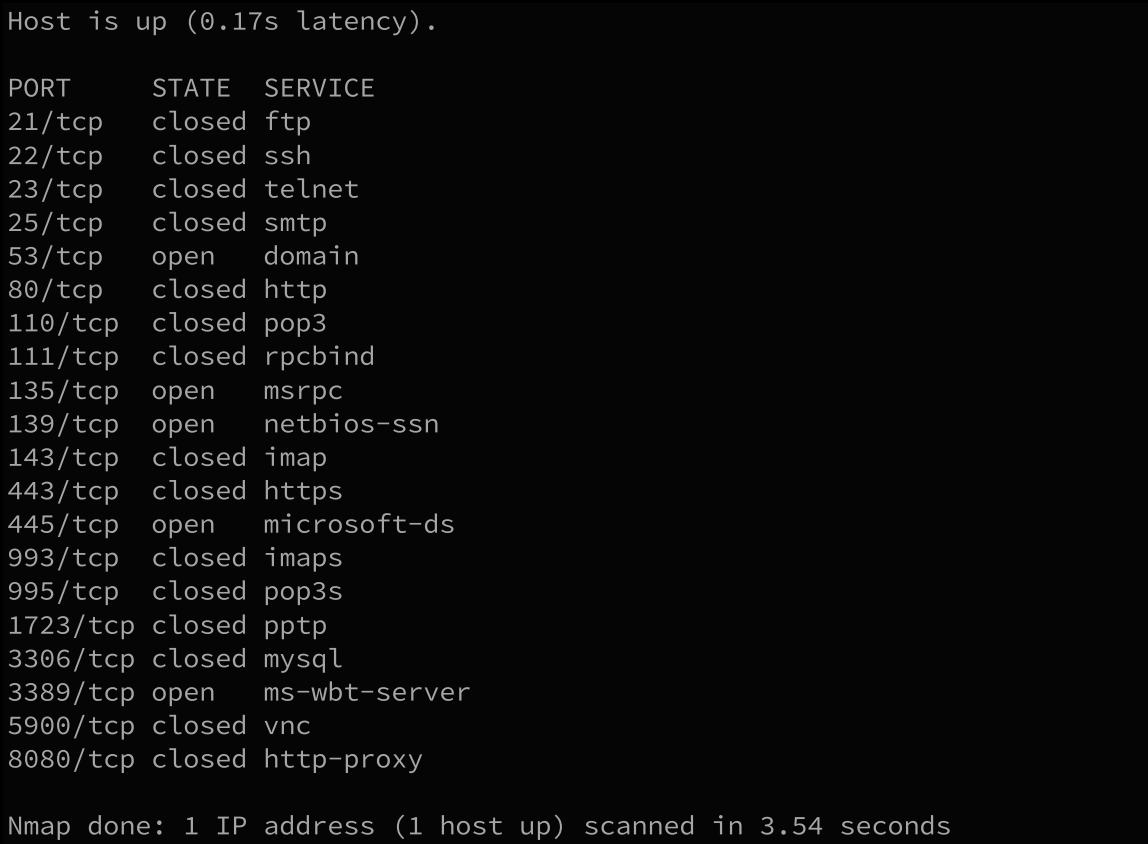 Host is up (0.17s latency).
PORT     STATE  SERVICE
21/tcp   closed ftp
22/tcp   closed ssh
23/tcp   closed telnet
25/tcp   closed smtp
53/tcp   open   domain
80/tcp   closed http
110/tcp  closed pop3
111/tcp  closed rpcbind
135/tcp  open   msrpc
139/tcp  open   netbios-ssn
143/tcp  closed imap
443/tcp  closed https
445/tcp  open   microsoft-ds
993/tcp  closed imaps
995/tcp  closed pop3s
1723/tcp closed pptp
3306/tcp closed mysql
3389/tcp open   ms-wbt-server
5900/tcp closed vnc
8080/tcp closed http-proxy
Nmap done: 1 IP address (1 host up) scanned in 3.54 seconds